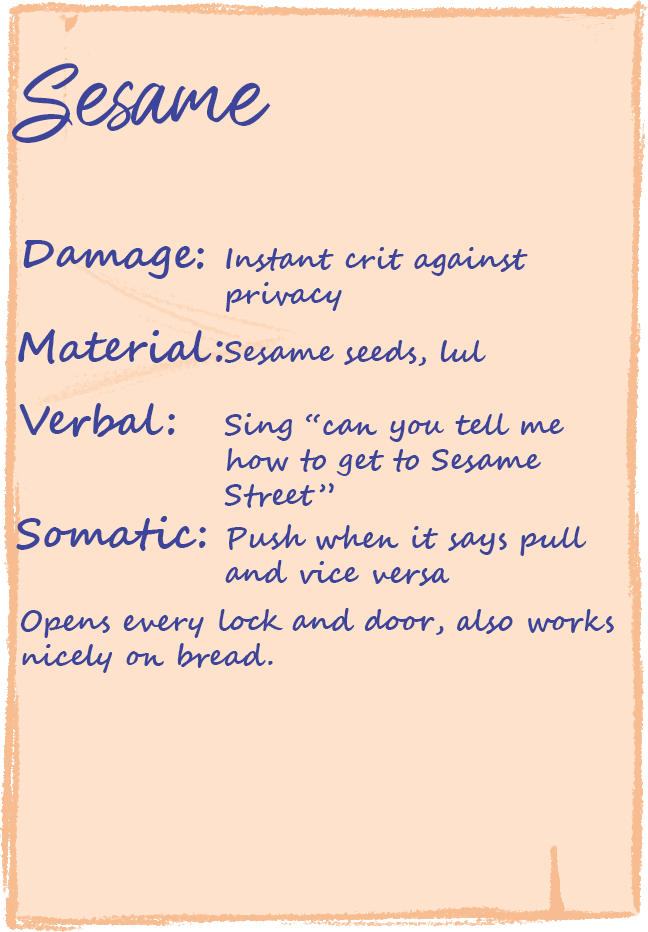 Sesame
Damage: Instant crit against
privacy
Material: Sesame seeds, lul
Verbal: Sing “can you tell me
how to get to Sesame
Street”
Somatic: Push when it says pull
and vice versa
Opens every lock and door, also works
nicely on bread.